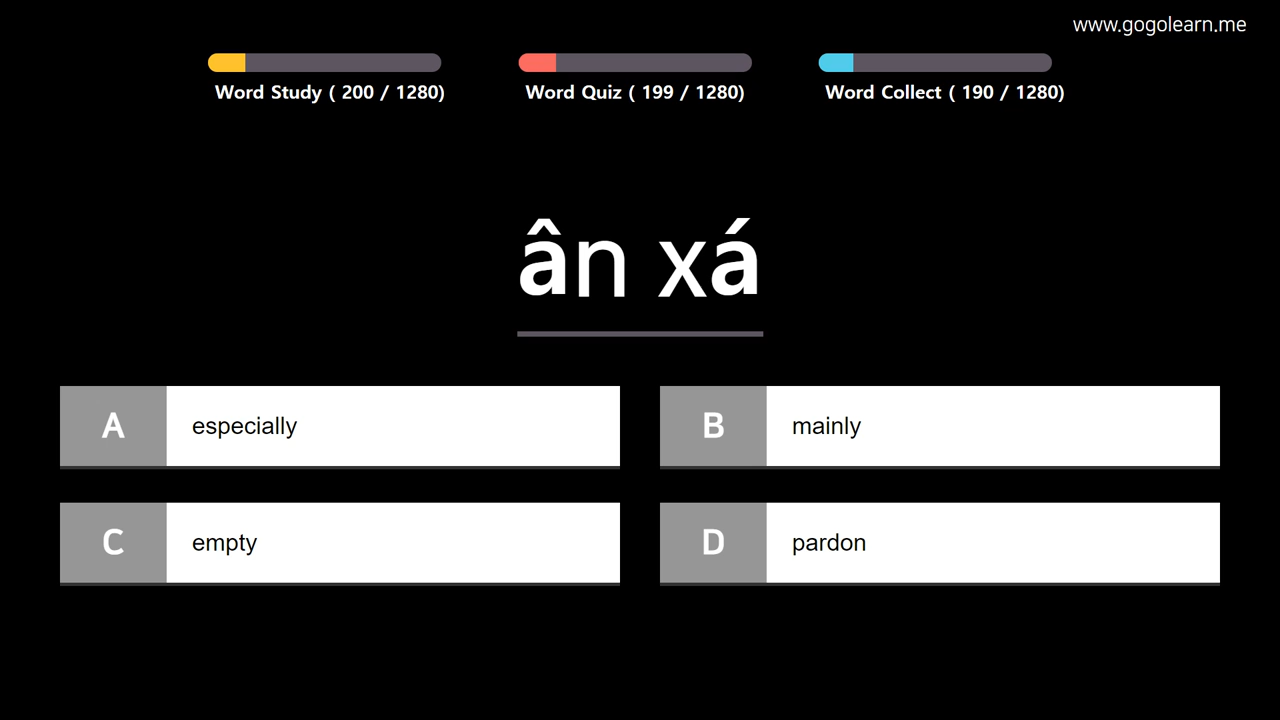 www.gogolearn.me
Word Study ( 200 / 1280)
Word Quiz ( 199 / 1280)
Word Collect ( 190 / 1280)
ân xá
A especially
B mainly
C empty
D pardon